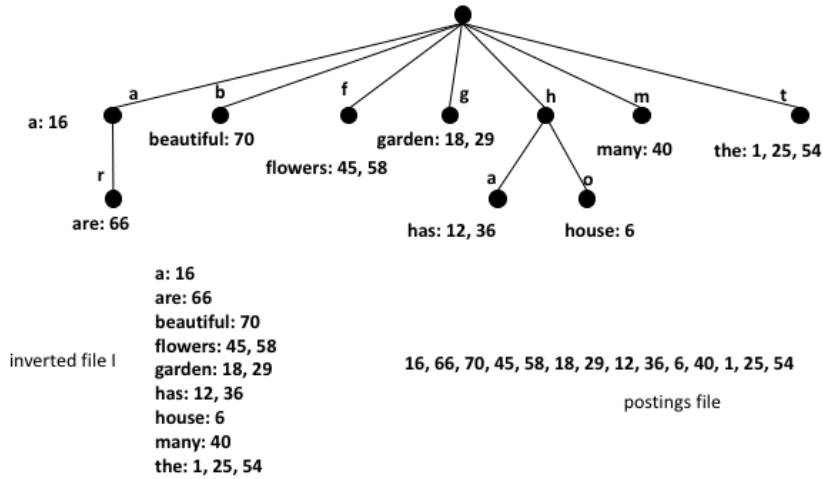 a b f g h m t
a: 16
beautiful: 70
flowers: 45, 58
garden: 18, 29
many: 40
the: 1, 25, 54
r
a
o
are: 66
has: 12, 36
house: 6
a: 16
are: 66
beautiful: 70
flowers: 45, 58
garden: 18, 29
has: 12, 36
house: 6
many: 40
the: 1, 25, 54
inverted file I
16, 66, 70, 45, 58, 18, 29, 12, 36, 6, 40, 1, 25, 54
postings file